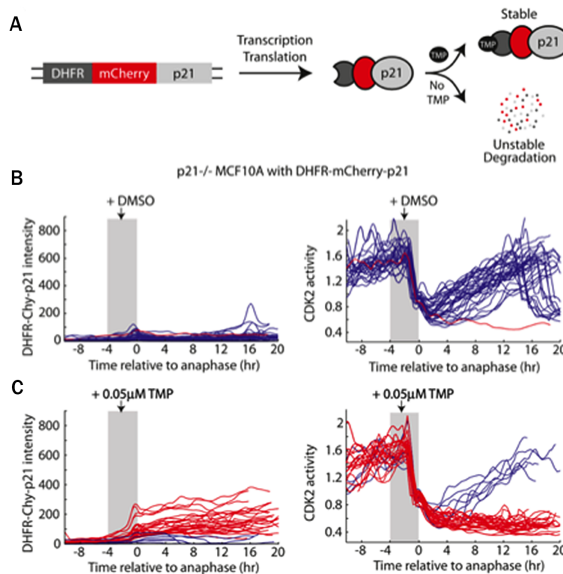 A
Stable
Transcription
Translation
DHFR mCherry p21
p21
TMP
No
TMP
TMP
p21
Unstable
Degradation
p21-/- MCF10A with DHFR-mCherry-p21
B
+ DMSO
DHFR-Chy-p21 intensity
800
600
400
200
0
-8 -4 0 4 8 12 16 20
Time relative to anaphase (hr)
+ DMSO
CDK2 activity
2
1.6
1.2
0.8
0.4
-4 0 4 8 12 16 20
Time relative to anaphase (hr)
C
+ 0.05µM TMP
DHFR-Chy-p21 intensity
800
600
400
200
0
-8 -4 0 4 8 12 16 20
Time relative to anaphase (hr)
+ 0.05µM TMP
CDK2 activity
2
1.6
1.2
0.8
0.4
-8 -4 0 4 8 12 16 20
Time relative to anaphase (hr)